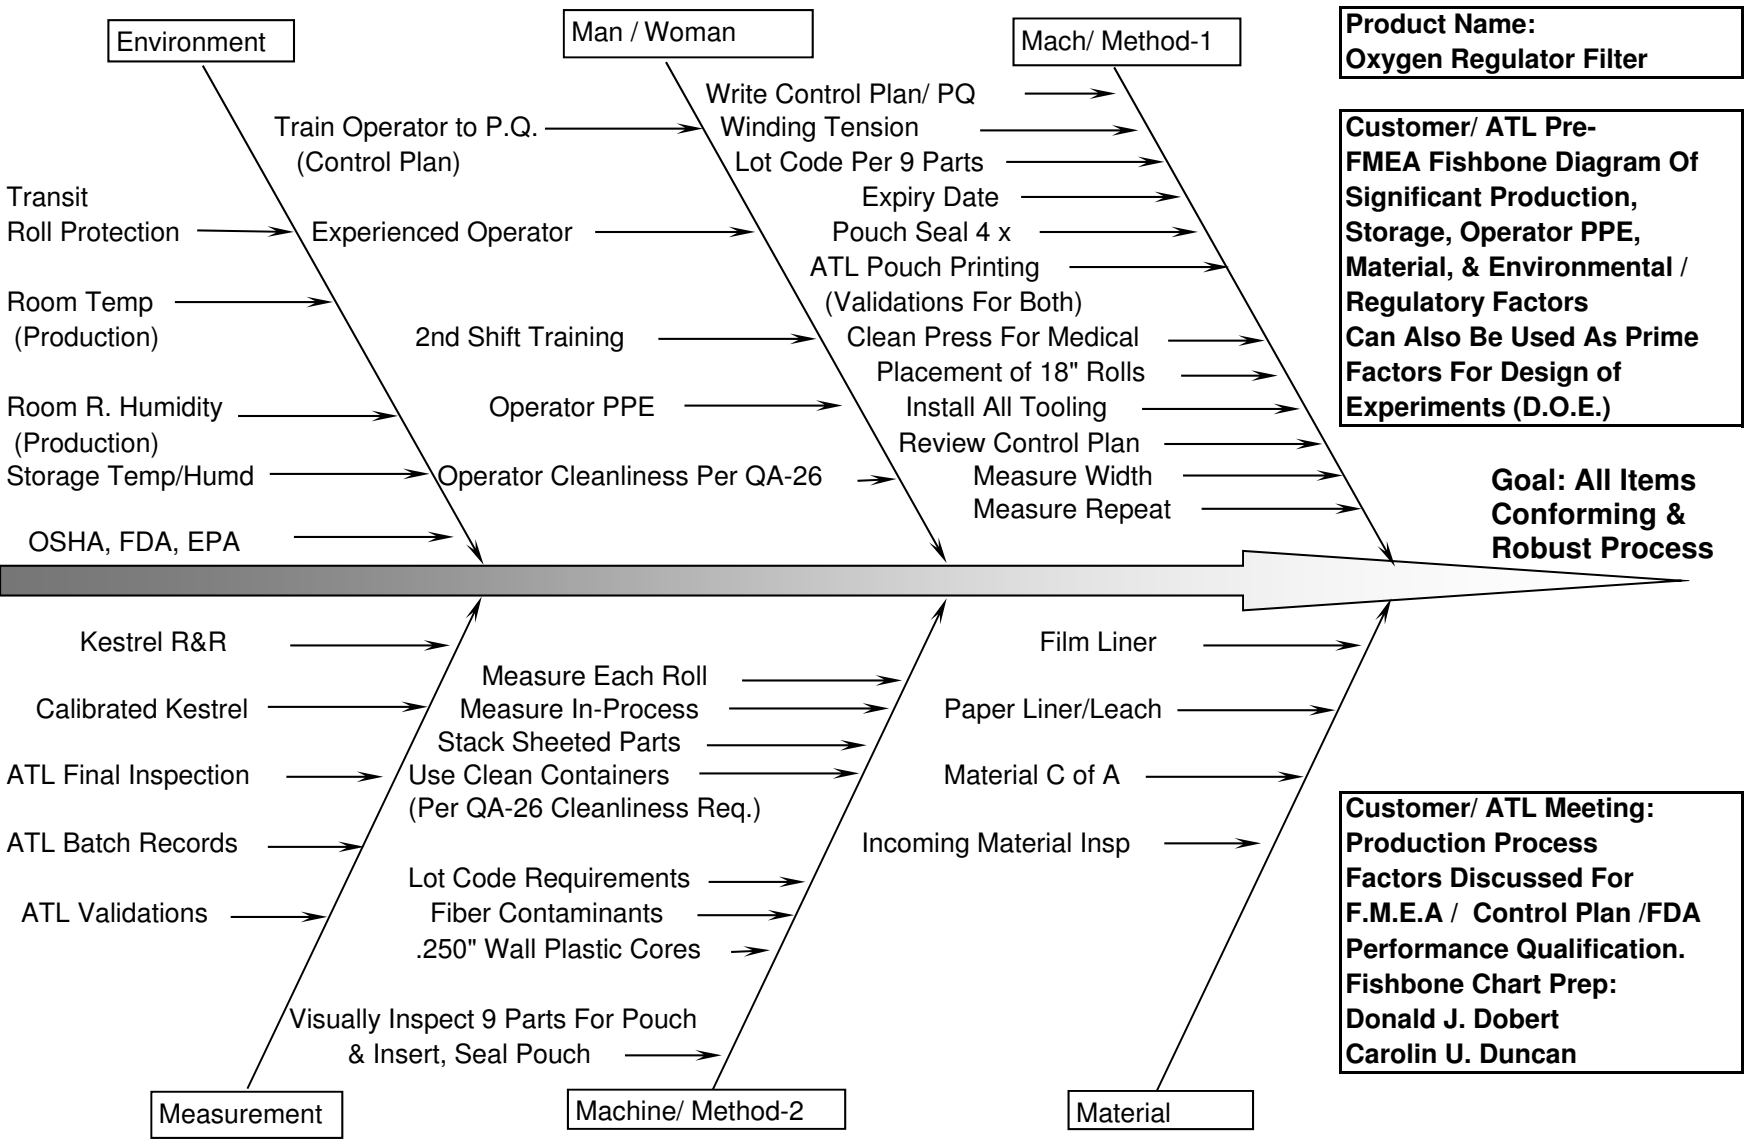 Environment
Man / Woman
Mach/ Method-1
Product Name:
Oxygen Regulator Filter
Customer/ ATL Pre-
FMEA Fishbone Diagram Of
Significant Production,
Storage, Operator PPE,
Material, & Environmental /
Regulatory Factors
Can Also Be Used As Prime
Factors For Design of
Experiments (D.O.E.)
Transit
Roll Protection
Room Temp
(Production)
Room R. Humidity
(Production)
Storage Temp/Humd
OSHA, FDA, EPA
Train Operator to P.Q.
(Control Plan)
Experienced Operator
2nd Shift Training
Operator PPE
Operator Cleanliness Per QA-26
Write Control Plan/ PQ
Winding Tension
Lot Code Per 9 Parts
Expiry Date
Pouch Seal 4 x
ATL Pouch Printing
(Validations For Both)
Clean Press For Medical
Placement of 18" Rolls
Install All Tooling
Review Control Plan
Measure Width
Measure Repeat
Goal: All Items
Conforming &
Robust Process
Kestrel R&R
Calibrated Kestrel
ATL Final Inspection
ATL Batch Records
ATL Validations
Measure Each Roll
Measure In-Process
Stack Sheeted Parts
Use Clean Containers
(Per QA-26 Cleanliness Req.)
Lot Code Requirements
Fiber Contaminants
.250" Wall Plastic Cores
Visually Inspect 9 Parts For Pouch
& Insert, Seal Pouch
Film Liner
Paper Liner/Leach
Material C of A
Incoming Material Insp
Customer/ ATL Meeting:
Production Process
Factors Discussed For
F.M.E.A / Control Plan /FDA
Performance Qualification.
Fishbone Chart Prep:
Donald J. Dobert
Carolin U. Duncan
Measurement
Machine/ Method-2
Material